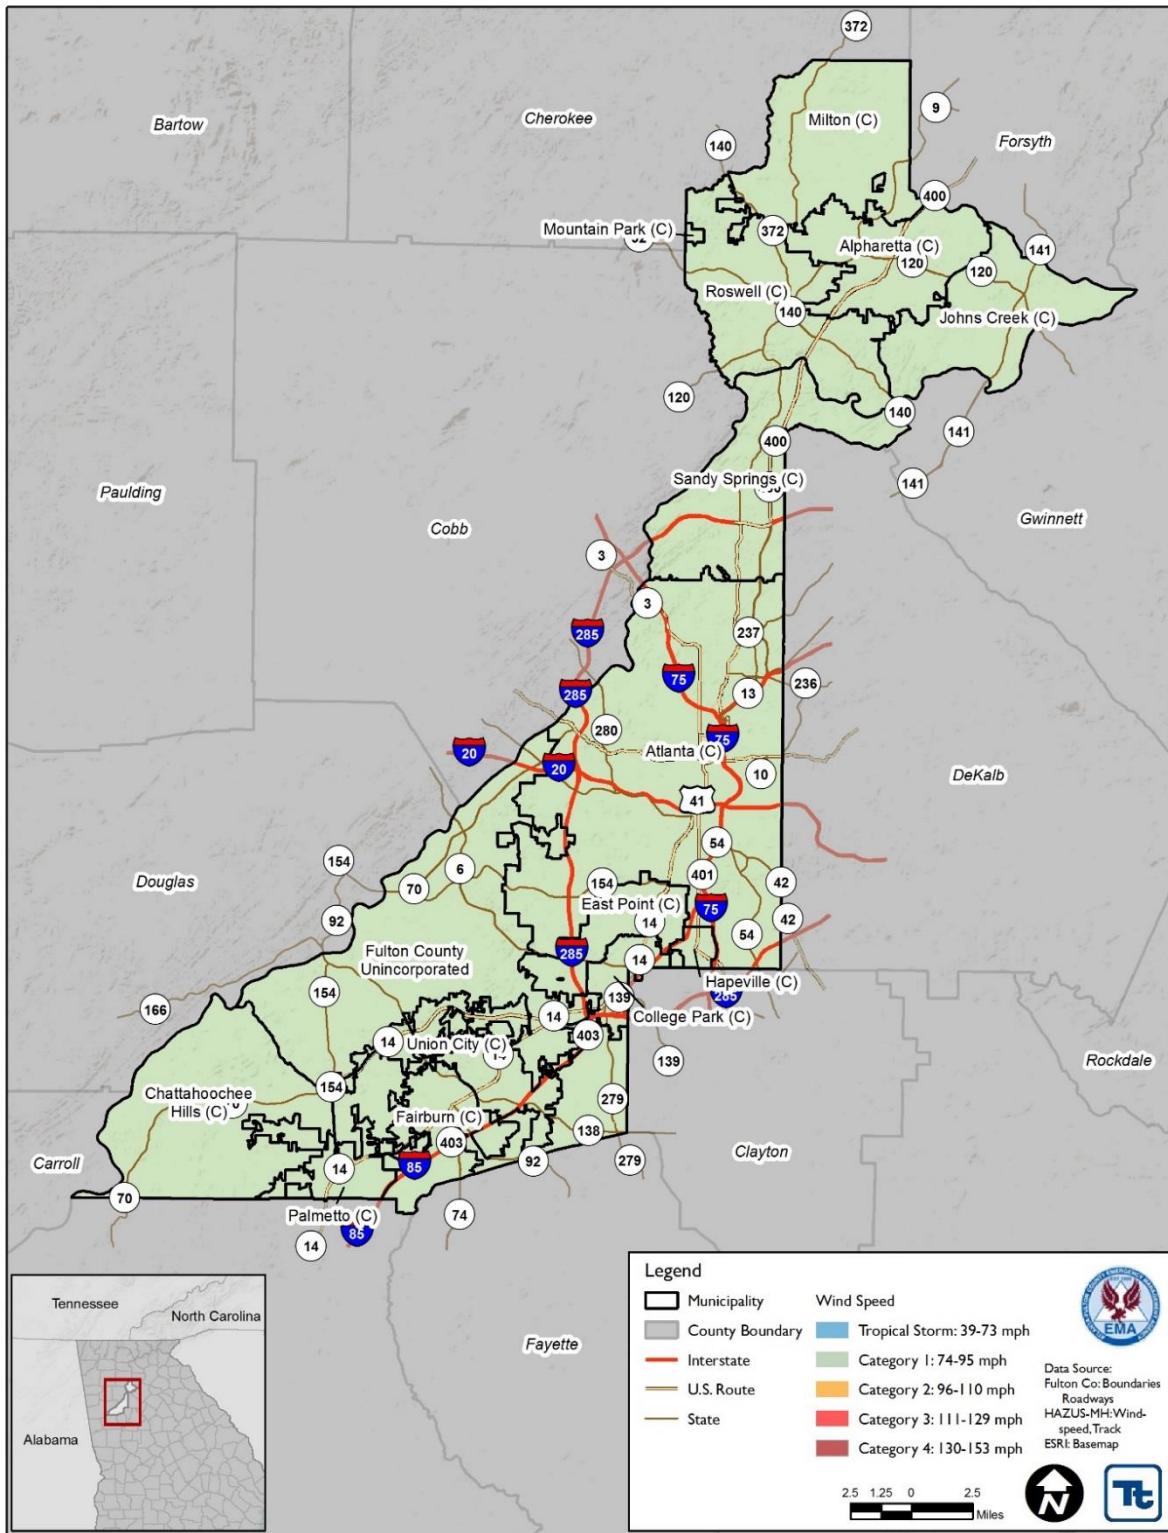 372
Bartow
Cherokee
Milton (C)
9
140
Forsyth
400
Mountain Park (C)
372
Alpharetta (C)
141
120
120
Roswell (C)
140
Johns Creek (C)
120
140
141
400
Sandy Springs (C)
141
Paulding
Cobb
Gwinnett
3
3
285
237
75
236
285
13
280
75
20
Atlanta (C)
20
10
DeKalb
41
54
154
6
401
Douglas
70
154
42
East Point (C)
75
92
14
42
54
Fulton County
Unincorporated
285
14
Hapeville (C)
154
139
285
166
14
College Park (C)
14
Union City (C)
403
14
139
Rockdale
154
Chattahoochee
Hills (C)
279
Fairburn (C)
138
403
Clayton
Carroll
14
85
92
279
70
Palmetto (C)
74
85
14
Fayette
Tennessee
North Carolina
Alabama
Legend
Municipality
County Boundary
Interstate
U.S. Route
State
Wind Speed
Tropical Storm: 39-73 mph
Category 1: 74-95 mph
Category 2: 96-110 mph
Category 3: 111-129 mph
Category 4: 130-153 mph
EMA
Data Source:
Fulton Co: Boundaries
Roadways
HAZUS-MH: Wind-
speed, Track
ESRI: Basemap
2.5 1.25 0 2.5
Miles
N
Tt